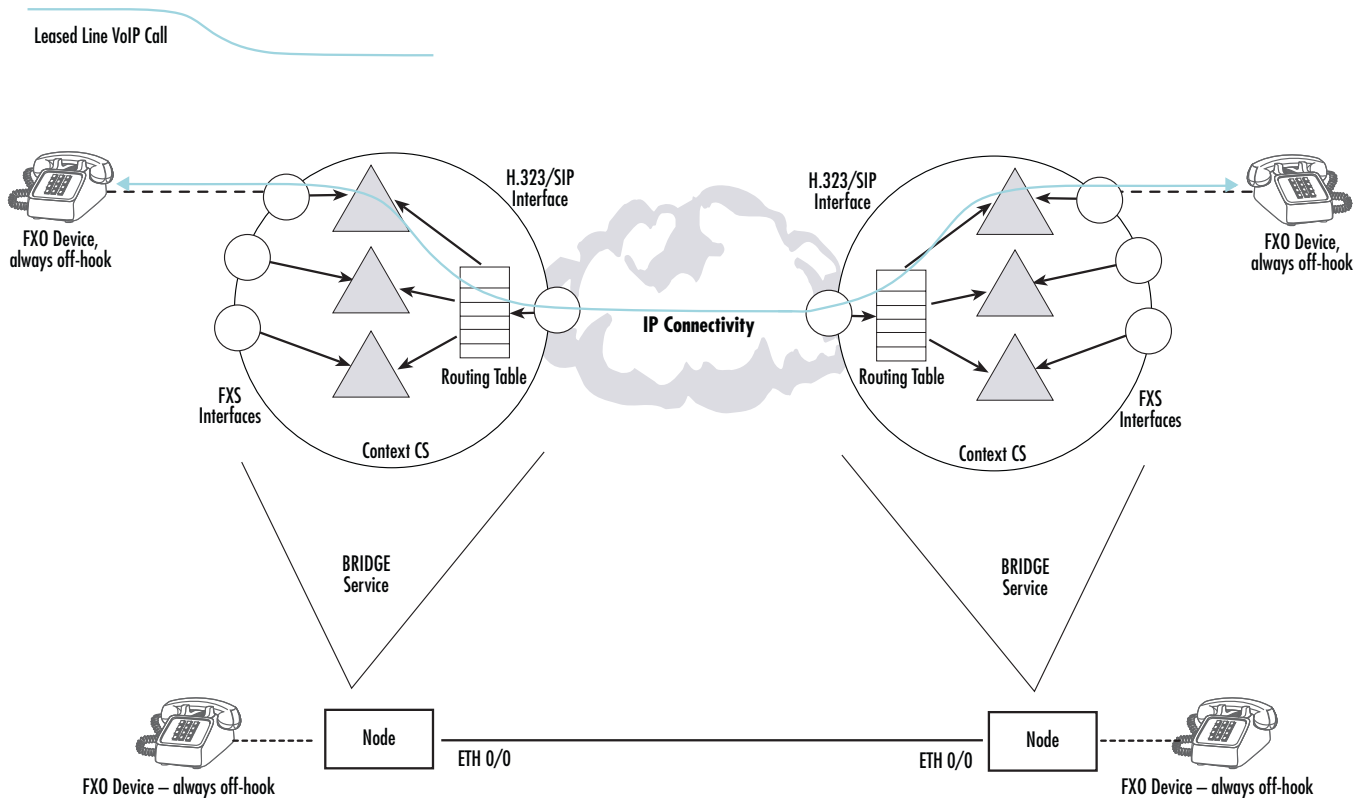 Leased Line VoIP Call
H.323/SIP
Interface
H.323/SIP
Interface
FXO Device,
always off-hook
FXO Device,
always off-hook
IP Connectivity
Routing Table
Routing Table
FXS
Interfaces
FXS
Interfaces
Context CS
Context CS
BRIDGE
Service
BRIDGE
Service
Node
ETH 0/0
ETH 0/0
Node
FXO Device – always off-hook
FXO Device – always off-hook